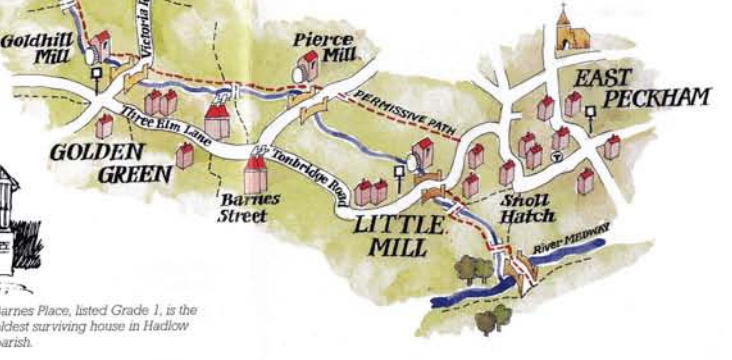 Goldhill
Mill
Victoria
Pierce
Mill
EAST
PECKHAM
PERMISSIVE PATH
Three Elm Lane
GOLDEN
GREEN
Tonbridge Road
Barnes
Street
LITTLE
MILL
Snoll
Hatch
River MEDWAY
Barnes Place, listed Grade 1, is the
oldest surviving house in Hadlow
parish.